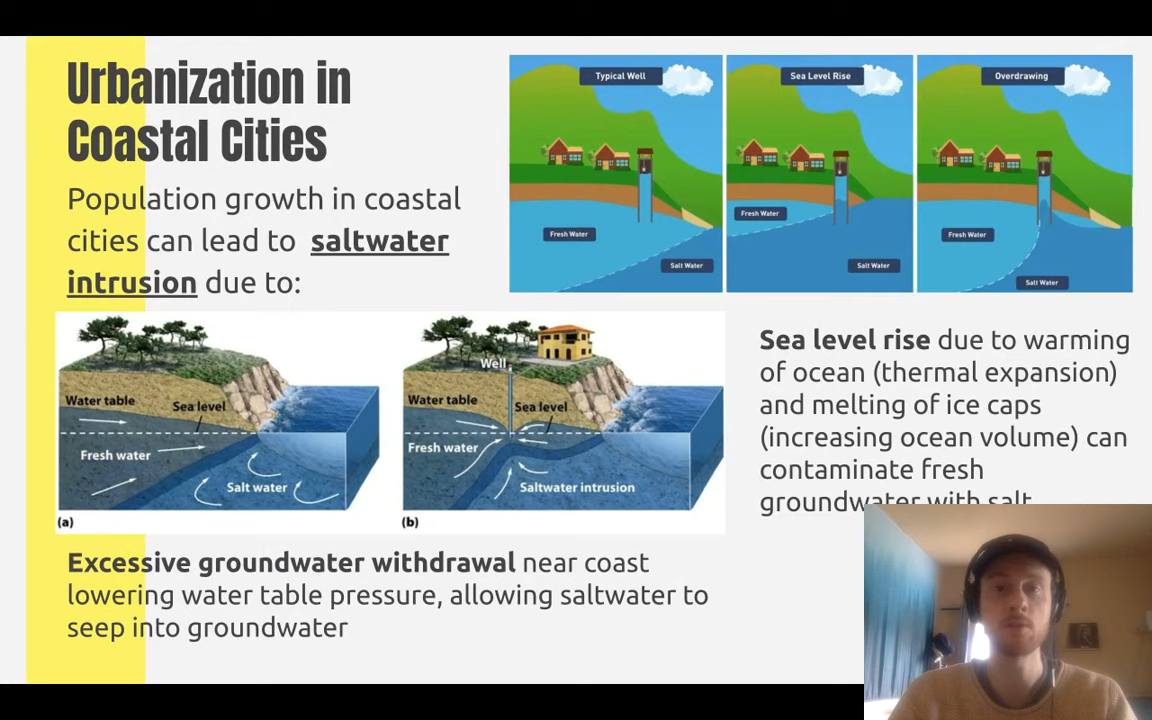 Urbanization in
Coastal Cities
Population growth in coastal
cities can lead to saltwater
intrusion due to:
Typical Well
Fresh Water
Salt Water
Sea Level Rise
Fresh Water
Salt Water
Overdrawing
Fresh Water
Salt Water
Water table
Sea level
Fresh water
Salt water
(a)
Well
Water table
Sea level
Fresh water
Saltwater intrusion
(b)
Sea level rise due to warming
of ocean (thermal expansion)
and melting of ice caps
(increasing ocean volume) can
contaminate fresh
groundwater with salt
Excessive groundwater withdrawal near coast
lowering water table pressure, allowing saltwater to
seep into groundwater